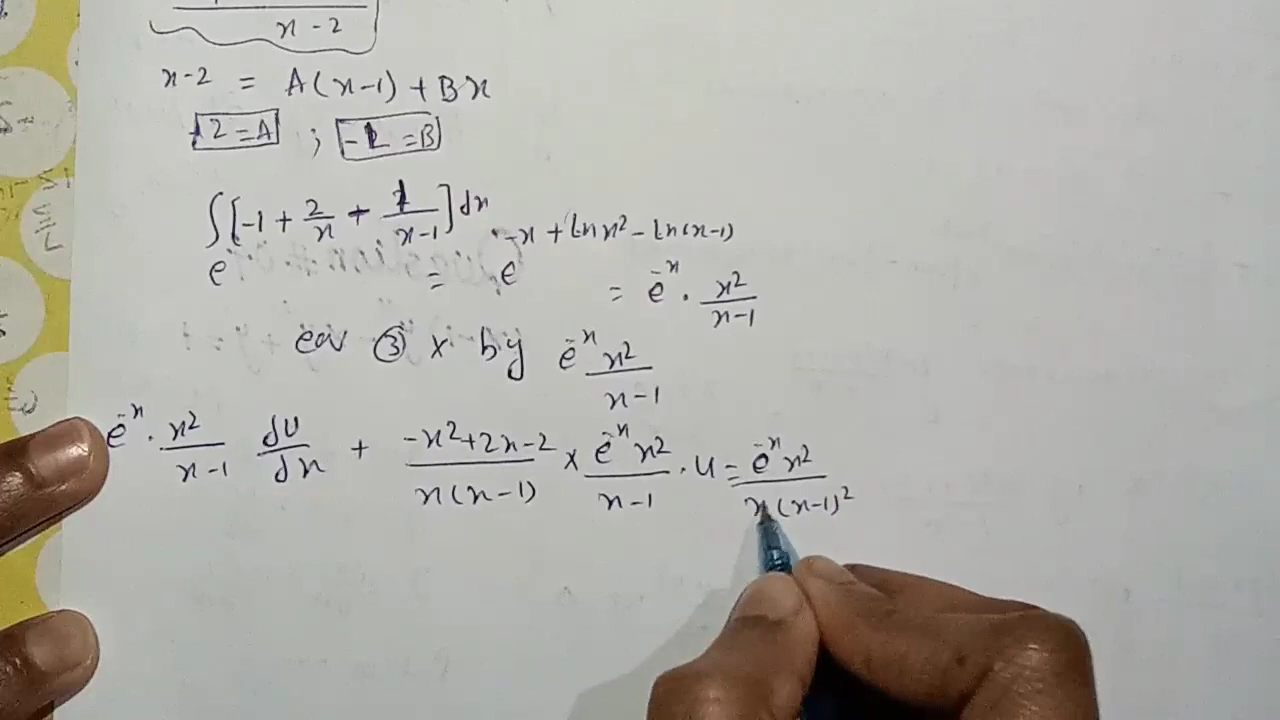 x-2
x-2 = A(x-1) + Bx
+2 = A ; -1 = B
e^∫[-1 + 2/x - 1/(x-1)]dx = e^(-x + ln x² - ln(x-1)) = e^-x · x²/(x-1)
eqn ③ × by e^-x x²/(x-1)
e^-x · x²/(x-1) du/dx + (-x²+2x-2)/(x(x-1)) × e^-x x²/(x-1) · u = e^-x x²/(x(x-1)²)